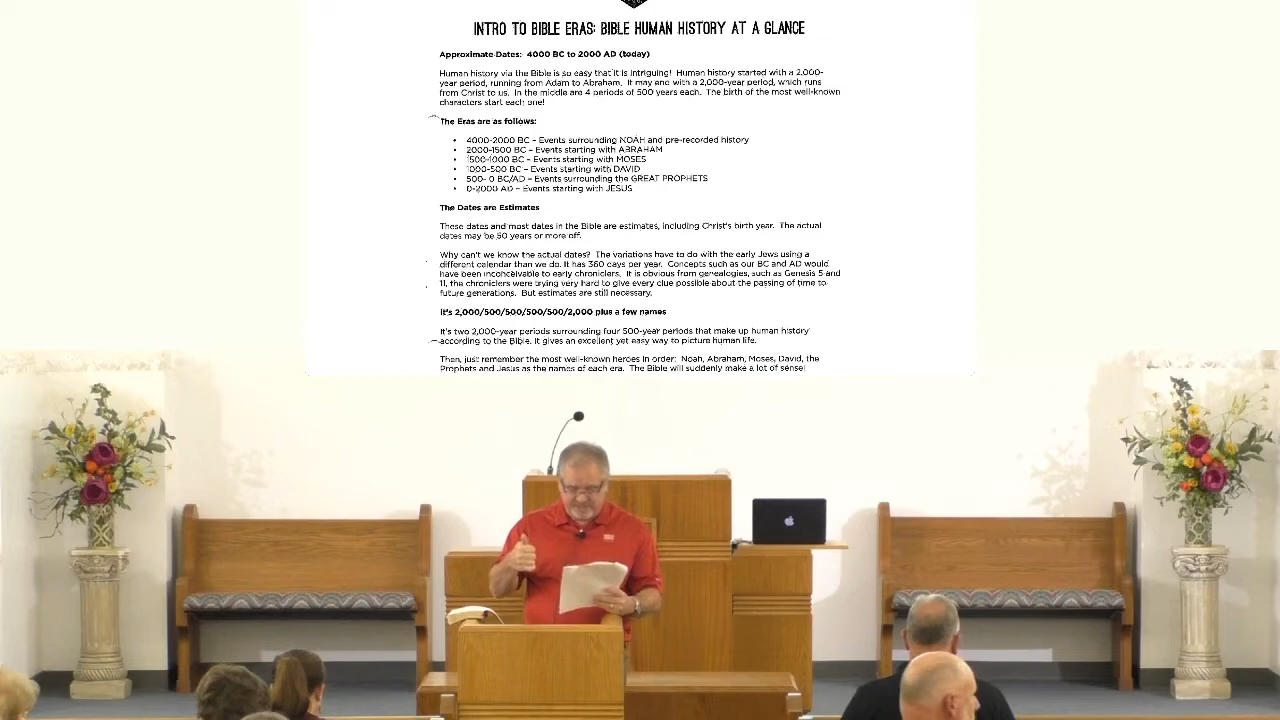 INTRO TO BIBLE ERAS: BIBLE HUMAN HISTORY AT A GLANCE
Approximate Dates: 4000 BC to 2000 AD (today)
Human history via the Bible is so easy that it is intriguing! Human history started with a 2,000-
year period, running from Adam to Abraham. It may end with a 2,000-year period, which runs
from Christ to us. In the middle are 4 periods of 500 years each. The birth of the most well-known
characters start each one!
The Eras are as follows:
• 4000-2000 BC – Events surrounding NOAH and pre-recorded history
• 2000-1500 BC – Events starting with ABRAHAM
• 1500-1000 BC – Events starting with MOSES
• 1000-500 BC – Events starting with DAVID
• 500- 0 BC/AD – Events surrounding the GREAT PROPHETS
• 0-2000 AD – Events starting with JESUS
The Dates are Estimates
These dates and most dates in the Bible are estimates, including Christ's birth year. The actual
dates may be 50 years or more off.
Why can't we know the actual dates? The variations have to do with the early Jews using a
different calendar than we do. It has 360 days per year. Concepts such as our BC and AD would
have been inconceivable to early chroniclers. It is obvious from genealogies, such as Genesis 5 and
11, the chroniclers were trying very hard to give every clue possible about the passing of time to
future generations. But estimates are still necessary.
It's 2,000/500/500/500/500/2,000 plus a few names
It's two 2,000-year periods surrounding four 500-year periods that make up human history
according to the Bible. It gives an excellent yet easy way to picture human life.
Then, just remember the most well-known heroes in order: Noah, Abraham, Moses, David, the
Prophets and Jesus as the names of each era. The Bible will suddenly make a lot of sense!